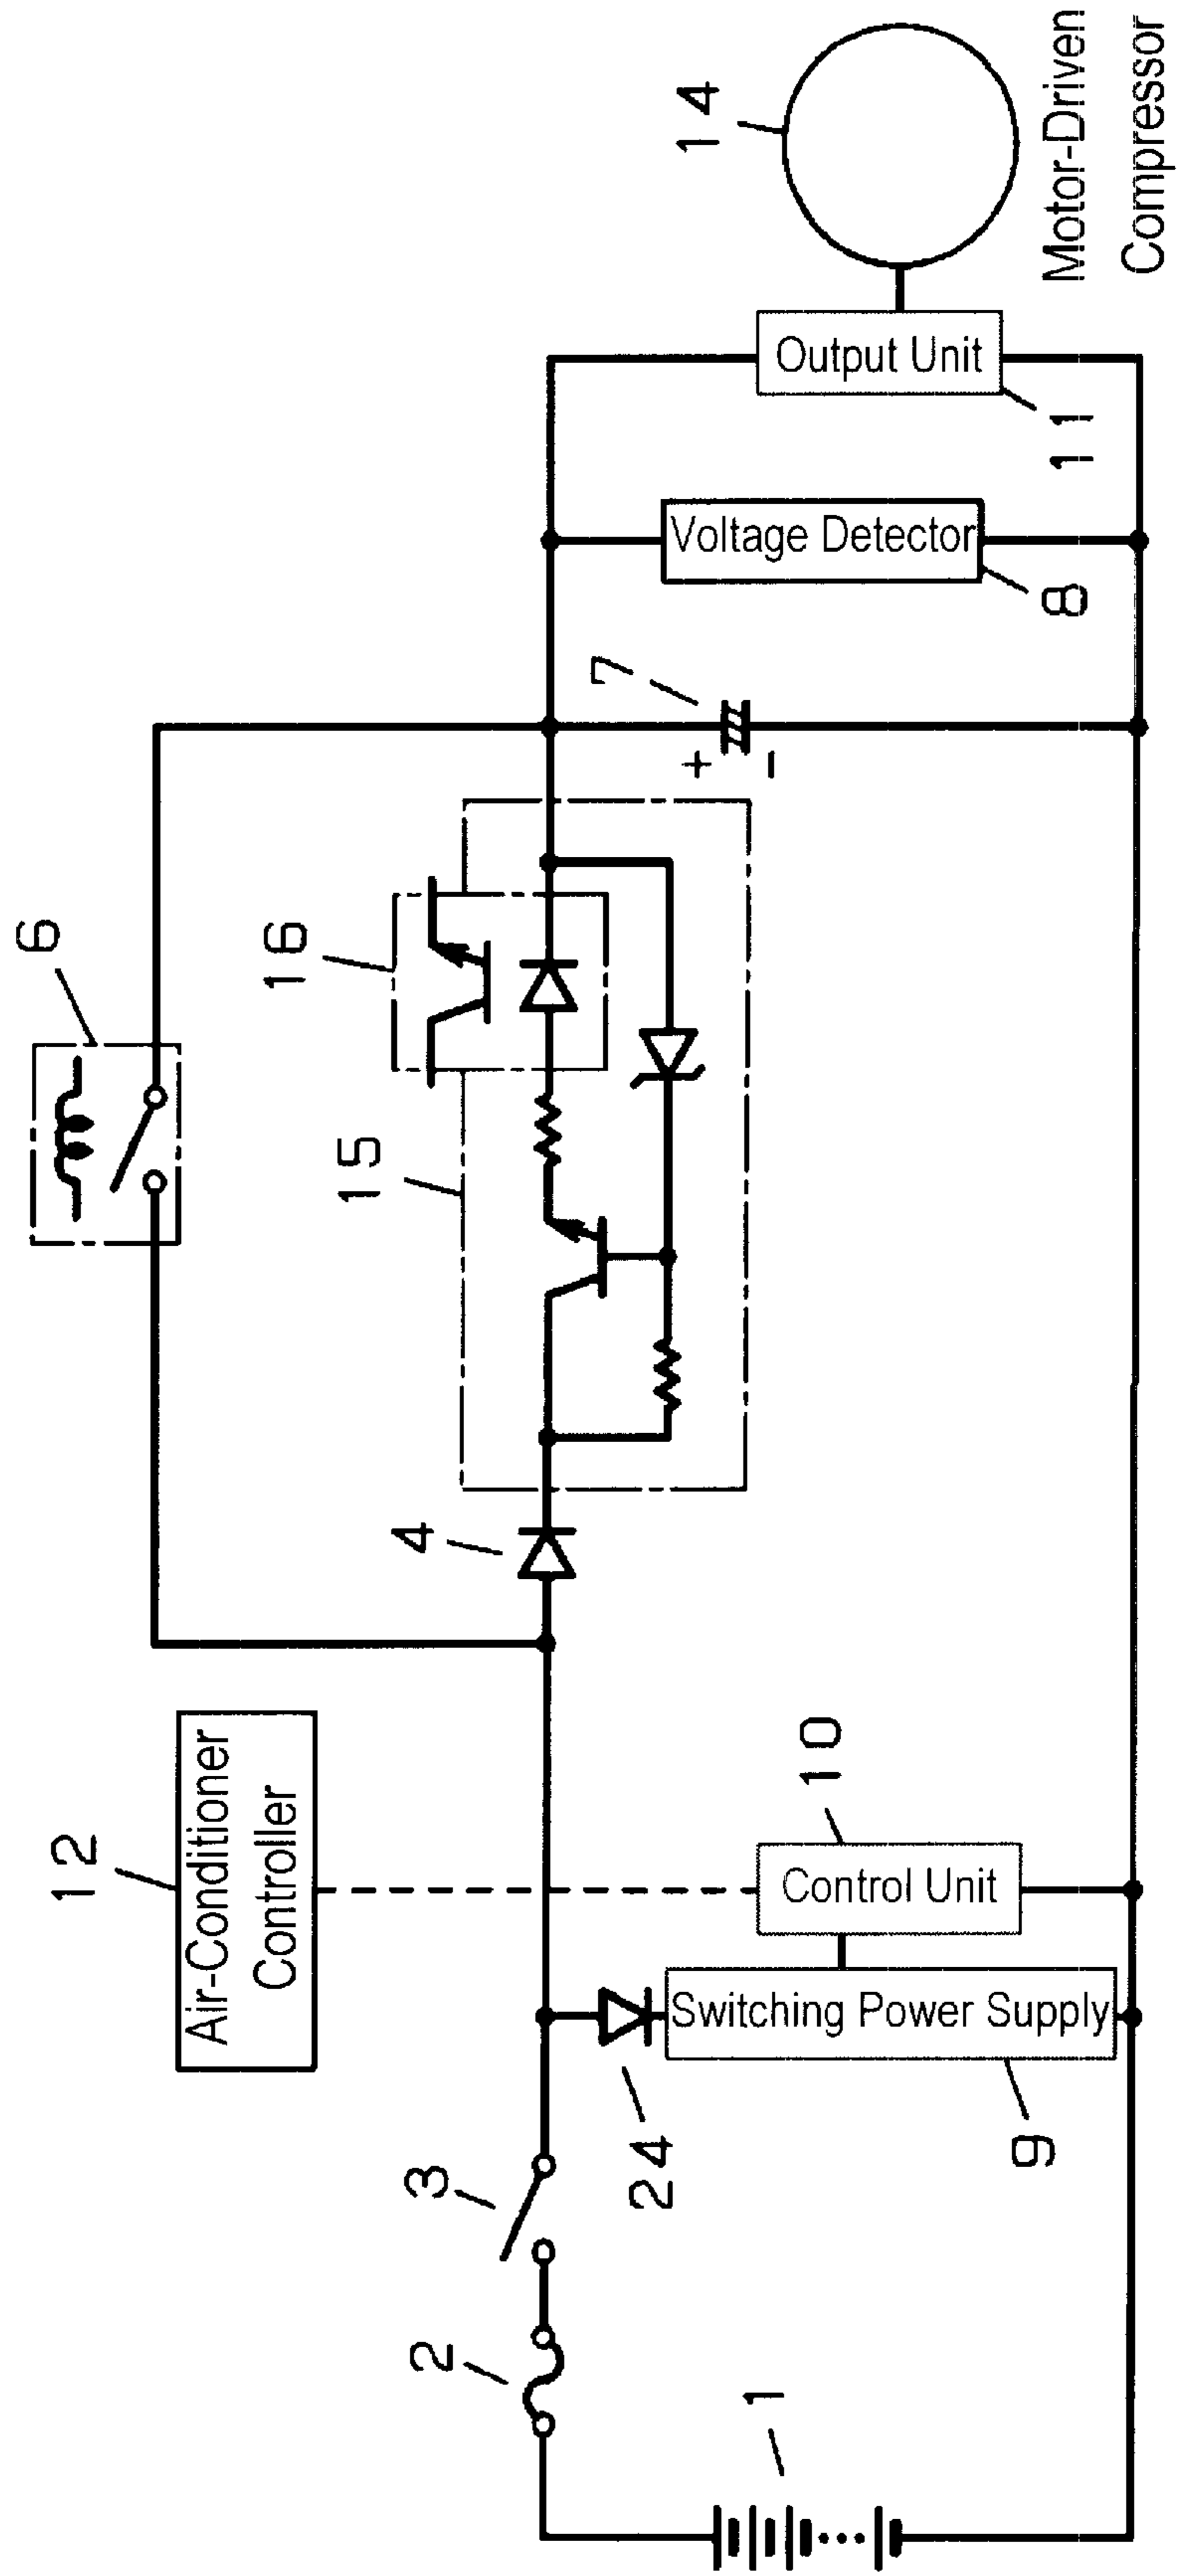 6
12
Air-Conditioner
Controller
16
15
4
3
2
24
7
+
-
14
10
1
Output Unit
Voltage Detector
Control Unit
Switching Power Supply
11
8
9
Motor-Driven
Compressor